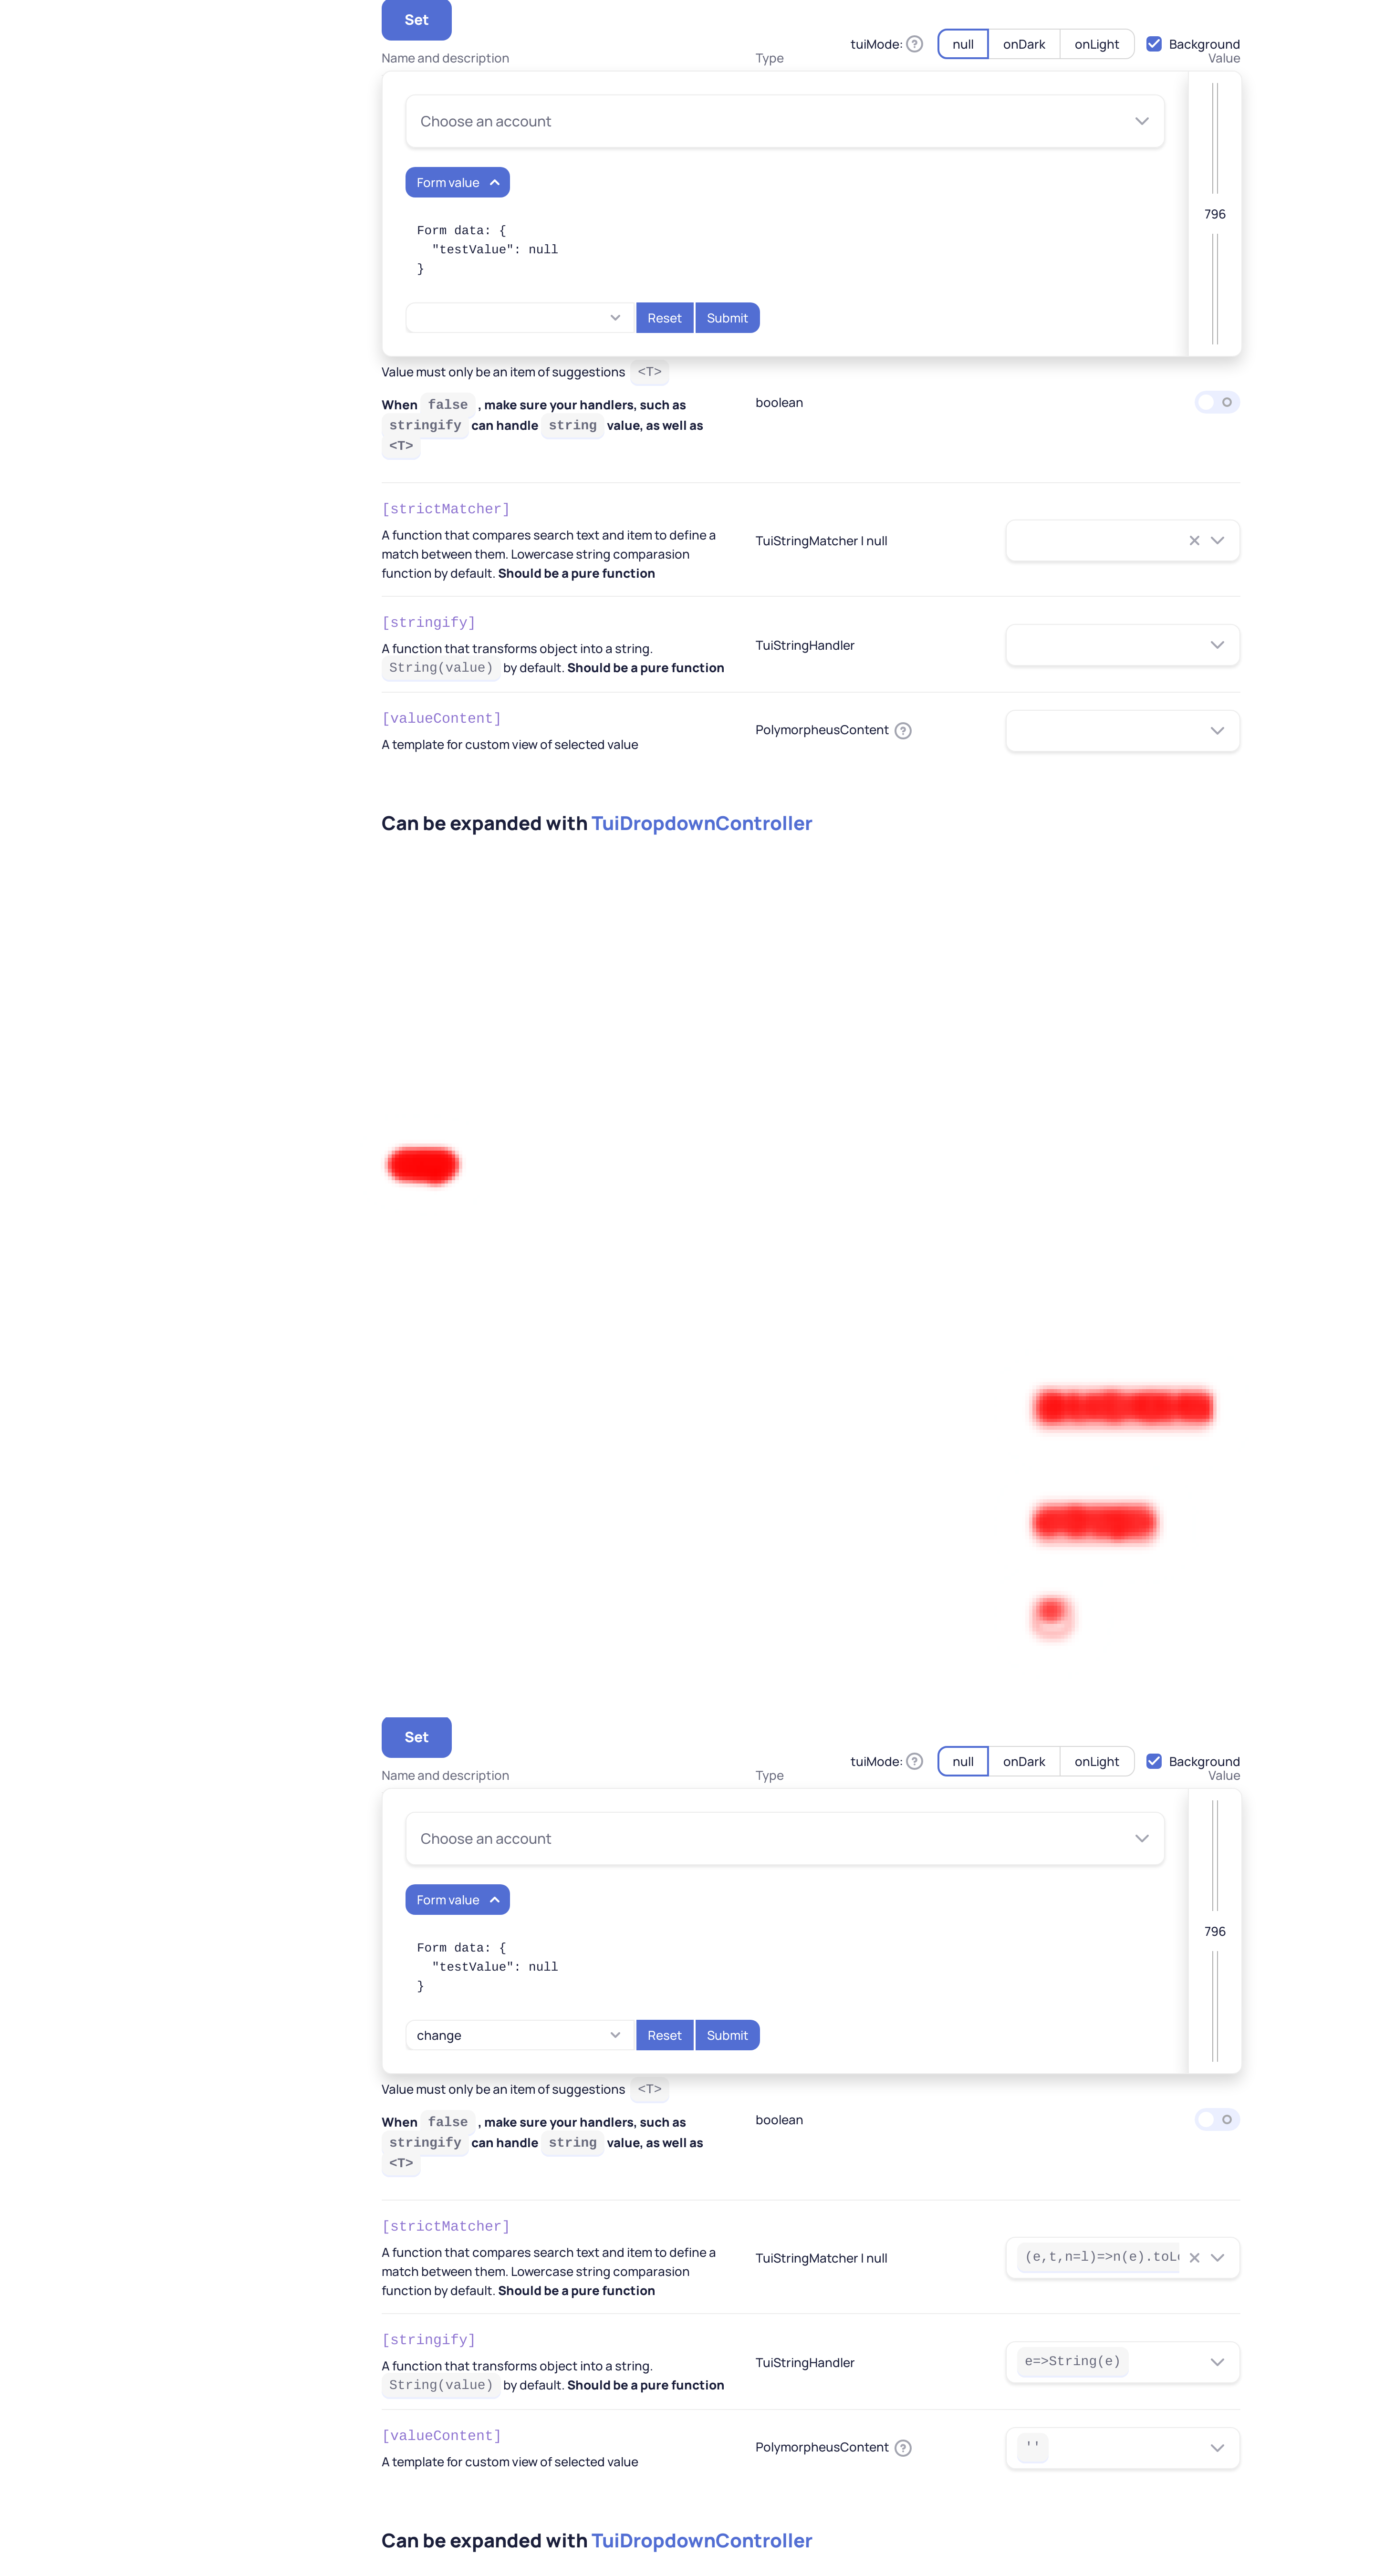 Set
tuiMode: ? null onDark onLight Background
Name and description Type Value
Choose an account
Form value
796
Form data: {
"testValue": null
}
Reset Submit
Value must only be an item of suggestions <T>
When false , make sure your handlers, such as
stringify can handle string value, as well as
<T>
boolean
[strictMatcher]
A function that compares search text and item to define a
match between them. Lowercase string comparasion
function by default. Should be a pure function
TuiStringMatcher | null
[stringify]
A function that transforms object into a string.
String(value) by default. Should be a pure function
TuiStringHandler
[valueContent]
A template for custom view of selected value
PolymorpheusContent ?
Can be expanded with TuiDropdownController
Set
tuiMode: ? null onDark onLight Background
Name and description Type Value
Choose an account
Form value
796
Form data: {
"testValue": null
}
change Reset Submit
Value must only be an item of suggestions <T>
When false , make sure your handlers, such as
stringify can handle string value, as well as
<T>
boolean
[strictMatcher]
A function that compares search text and item to define a
match between them. Lowercase string comparasion
function by default. Should be a pure function
TuiStringMatcher | null
(e,t,n=l)=>n(e).toL
[stringify]
A function that transforms object into a string.
String(value) by default. Should be a pure function
TuiStringHandler
e=>String(e)
[valueContent]
A template for custom view of selected value
PolymorpheusContent ?
''
Can be expanded with TuiDropdownController